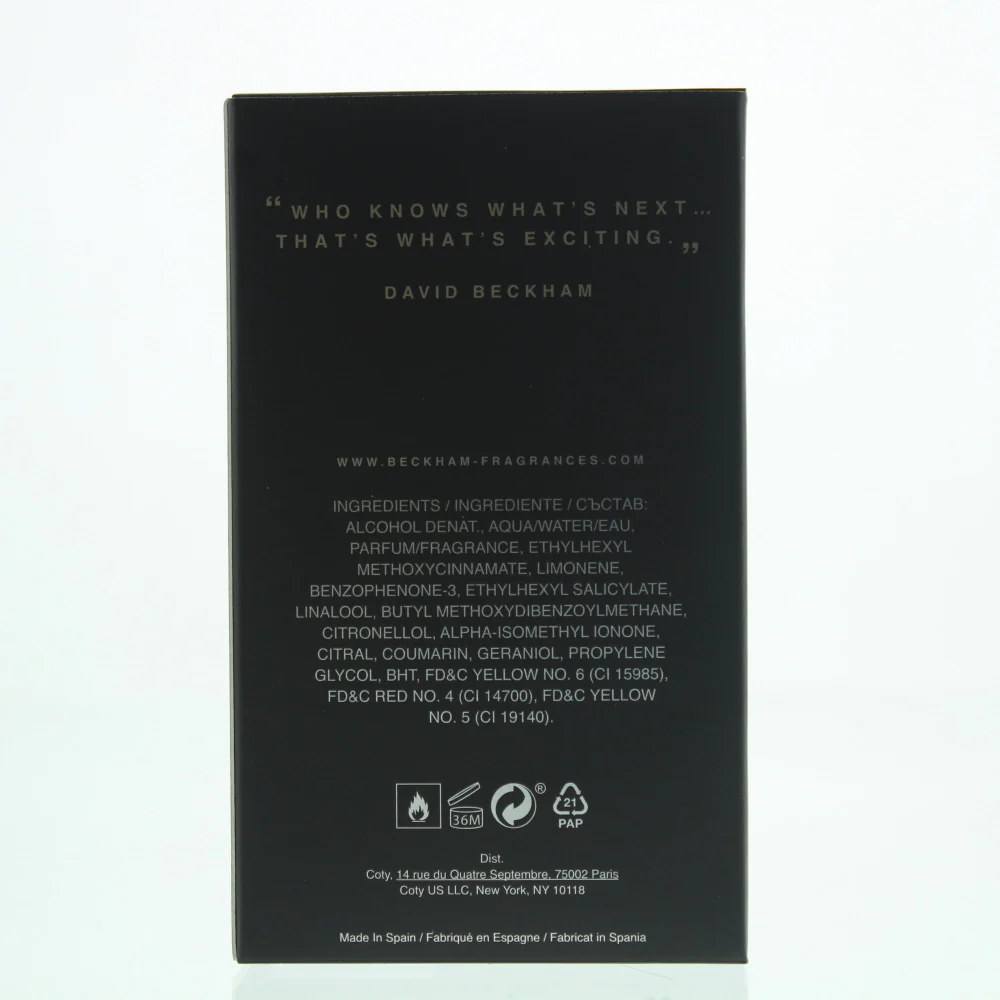 “ WHO KNOWS WHAT'S NEXT...
THAT'S WHAT'S EXCITING. „
DAVID BECKHAM
WWW.BECKHAM-FRAGRANCES.COM
INGREDIENTS / INGREDIENTE / СЪСТАВ:
ALCOHOL DENAT., AQUA/WATER/EAU,
PARFUM/FRAGRANCE, ETHYLHEXYL
METHOXYCINNAMATE, LIMONENE,
BENZOPHENONE-3, ETHYLHEXYL SALICYLATE,
LINALOOL, BUTYL METHOXYDIBENZOYLMETHANE,
CITRONELLOL, ALPHA-ISOMETHYL IONONE,
CITRAL, COUMARIN, GERANIOL, PROPYLENE
GLYCOL, BHT, FD&C YELLOW NO. 6 (CI 15985),
FD&C RED NO. 4 (CI 14700), FD&C YELLOW
NO. 5 (CI 19140).
36M ® 21
PAP
Dist.
Coty, 14 rue du Quatre Septembre, 75002 Paris
Coty US LLC, New York, NY 10118
Made In Spain / Fabriqué en Espagne / Fabricat in Spania